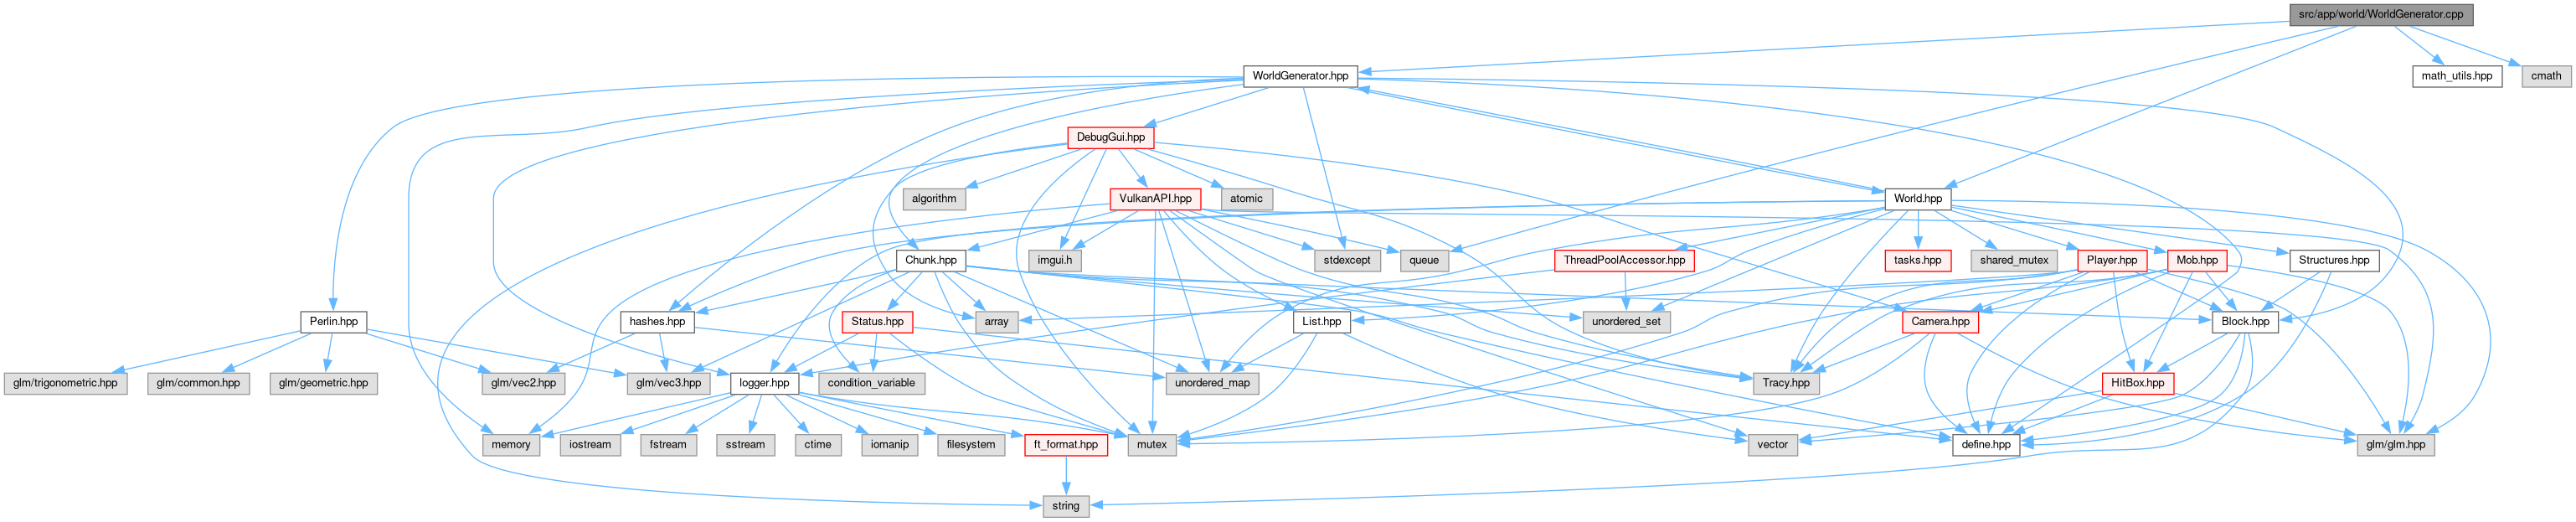 src/app/world/WorldGenerator.cpp
WorldGenerator.hpp
math_utils.hpp
cmath
DebugGui.hpp
algorithm
VulkanAPI.hpp
atomic
World.hpp
Chunk.hpp
imgui.h
stdexcept
queue
ThreadPoolAccessor.hpp
tasks.hpp
shared_mutex
Player.hpp
Mob.hpp
Structures.hpp
Perlin.hpp
hashes.hpp
Status.hpp
array
List.hpp
unordered_set
Camera.hpp
Block.hpp
glm/trigonometric.hpp
glm/common.hpp
glm/geometric.hpp
glm/vec2.hpp
glm/vec3.hpp
logger.hpp
condition_variable
unordered_map
Tracy.hpp
HitBox.hpp
memory
iostream
fstream
sstream
ctime
iomanip
filesystem
ft_format.hpp
mutex
vector
define.hpp
glm/glm.hpp
string